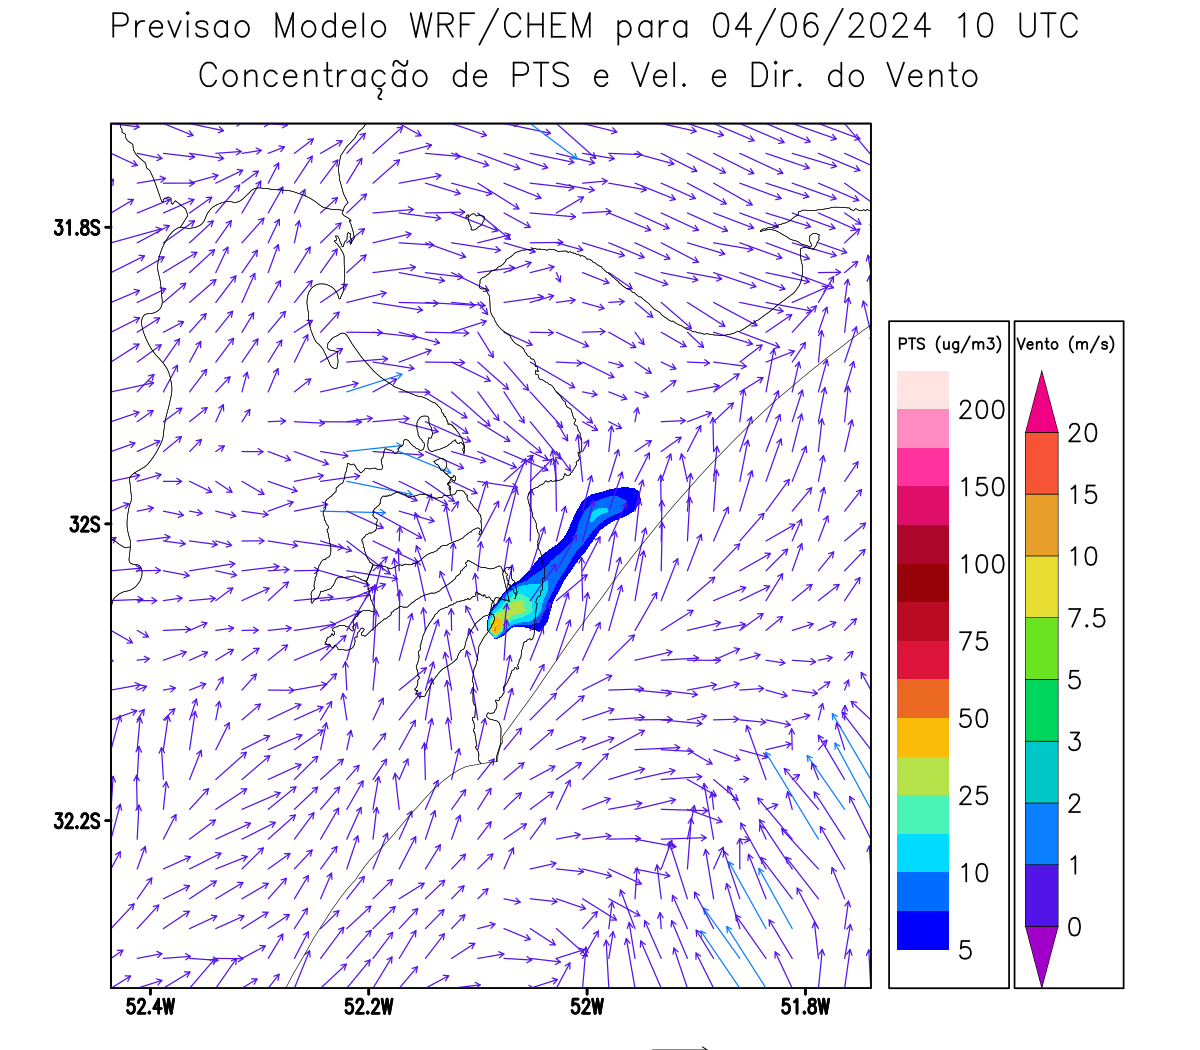 Previsao Modelo WRF/CHEM para 04/06/2024 10 UTC
Concentração de PTS e Vel. e Dir. do Vento
31.8S
32S
32.2S
52.4W
52.2W
52W
51.8W
PTS (ug/m3)
200
150
100
75
50
25
10
5
Vento (m/s)
20
15
10
7.5
5
3
2
1
0